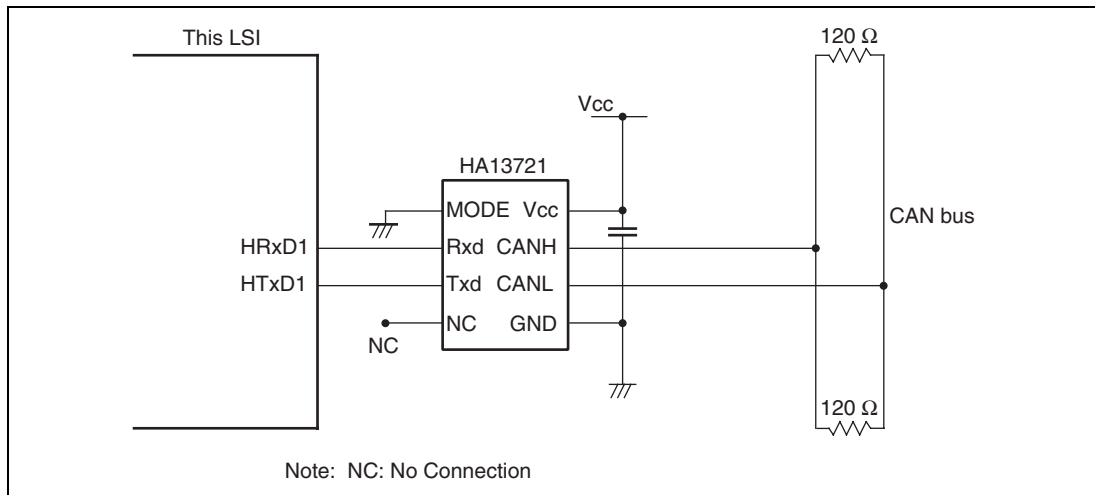 This LSI
120 Ω
Vcc
HA13721
MODE Vcc
CAN bus
HRxD1
Rxd CANH
HTxD1
Txd CANL
NC GND
NC
120 Ω
Note: NC: No Connection